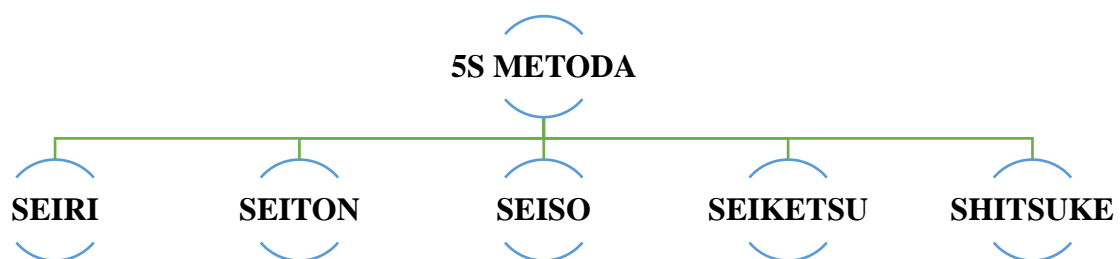 5S METODA
SEIRI
SEITON
SEISO
SEIKETSU
SHITSUKE